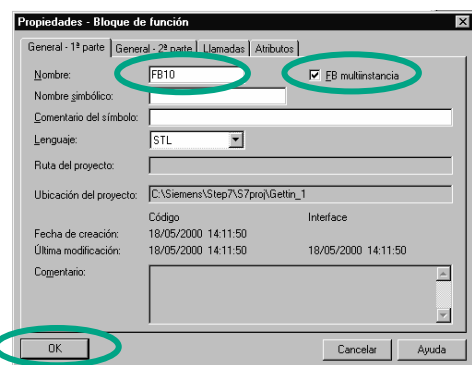 Propiedades - Bloque de función
General - 1ª parte General - 2ª parte Llamadas Atributos
Nombre: FB10 FB multiinstancia
Nombre simbólico:
Comentario del símbolo:
Lenguaje: STL
Ruta del proyecto:
Ubicación del proyecto: C:\Siemens\Step7\S7proj\Gettin_1
Código Interface
Fecha de creación: 18/05/2000 14:11:50
Última modificación: 18/05/2000 14:11:50 18/05/2000 14:11:50
Comentario:
OK Cancelar Ayuda